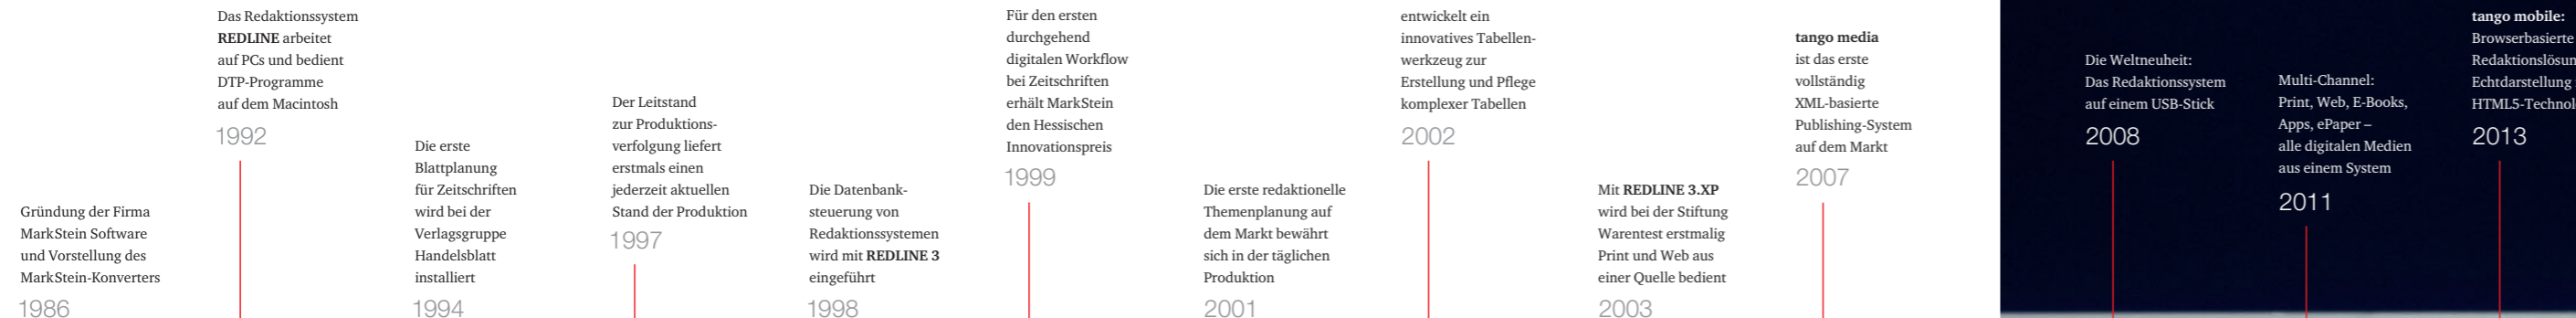 Gründung der Firma
MarkStein Software
und Vorstellung des
MarkStein-Konverters
1986
Das Redaktionssystem
REDLINE arbeitet
auf PCs und bedient
DTP-Programme
auf dem Macintosh
1992
Die erste
Blattplanung
für Zeitschriften
wird bei der
Verlagsgruppe
Handelsblatt
installiert
1994
Der Leitstand
zur Produktions-
verfolgung liefert
erstmals einen
jederzeit aktuellen
Stand der Produktion
1997
Die Datenbank-
steuerung von
Redaktionssystemen
wird mit REDLINE 3
eingeführt
1998
Für den ersten
durchgehend
digitalen Workflow
bei Zeitschriften
erhält MarkStein
den Hessischen
Innovationspreis
1999
Die erste redaktionelle
Themenplanung auf
dem Markt bewährt
sich in der täglichen
Produktion
2001
entwickelt ein
innovatives Tabellen-
werkzeug zur
Erstellung und Pflege
komplexer Tabellen
2002
Mit REDLINE 3.XP
wird bei der Stiftung
Warentest erstmalig
Print und Web aus
einer Quelle bedient
2003
tango media
ist das erste
vollständig
XML-basierte
Publishing-System
auf dem Markt
2007
Die Weltneuheit:
Das Redaktionssystem
auf einem USB-Stick
2008
Multi-Channel:
Print, Web, E-Books,
Apps, ePaper –
alle digitalen Medien
aus einem System
2011
tango mobile:
Browserbasierte
Redaktionslösun
Echtdarstellung
HTML5-Technol
2013